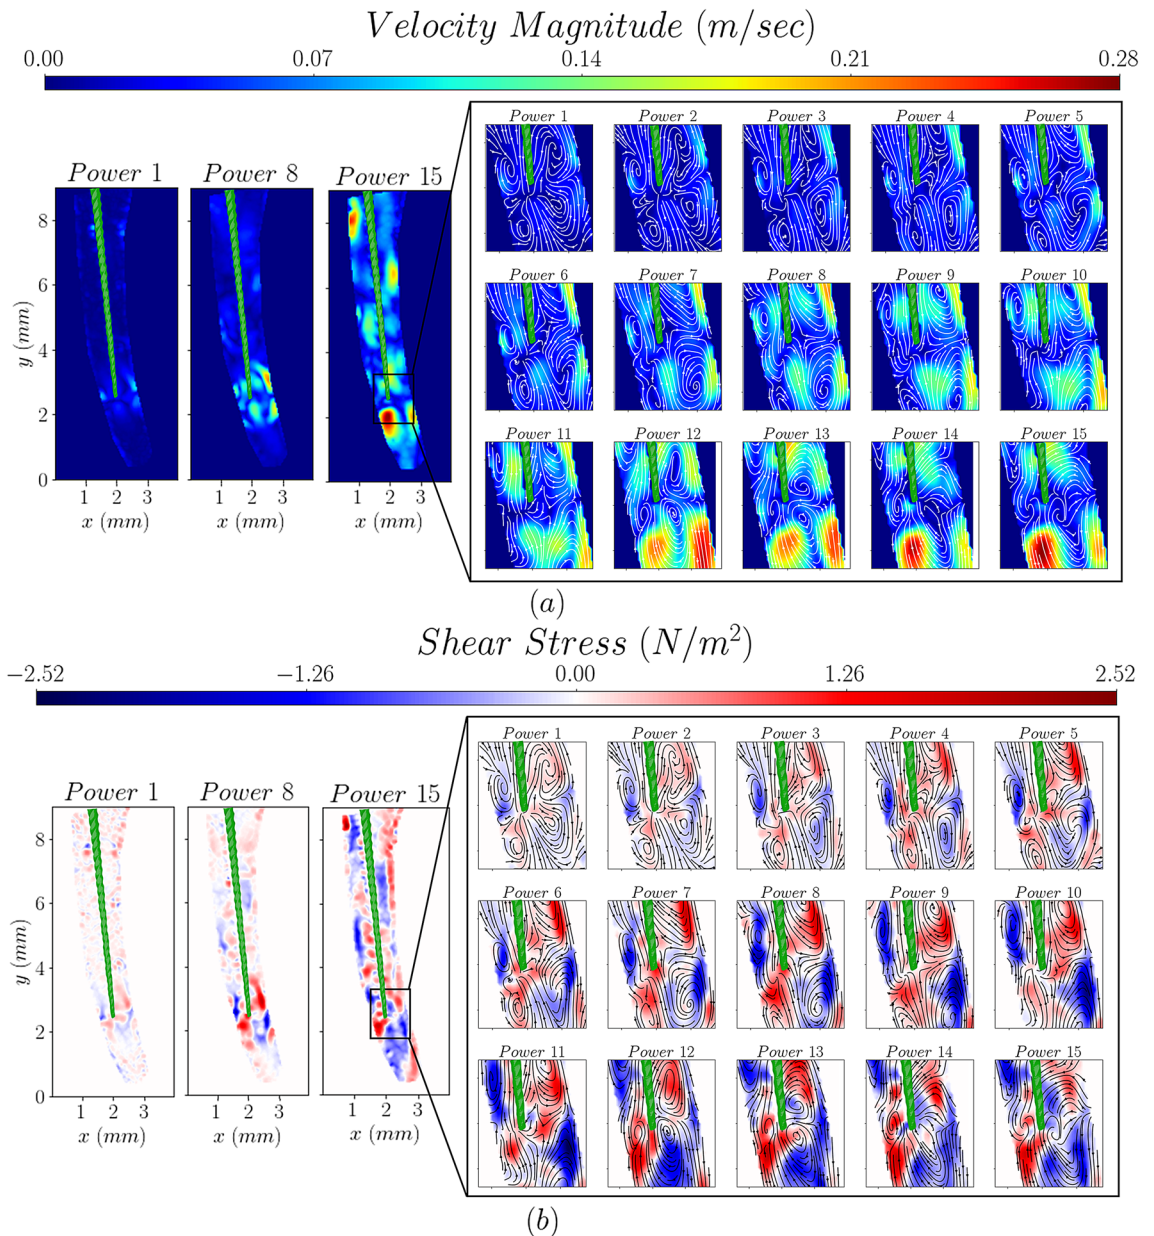 Velocity Magnitude (m/sec)
0.00 0.07 0.14 0.21 0.28
Power 1 Power 2 Power 3 Power 4 Power 5
Power 1 Power 8 Power 15
Power 6 Power 7 Power 8 Power 9 Power 10
Power 11 Power 12 Power 13 Power 14 Power 15
8
6
4
2
0
y (mm)
1 2 3 1 2 3 1 2 3
x (mm) x (mm) x (mm)
(a)
Shear Stress (N/m²)
−2.52 −1.26 0.00 1.26 2.52
Power 1 Power 2 Power 3 Power 4 Power 5
Power 1 Power 8 Power 15
Power 6 Power 7 Power 8 Power 9 Power 10
Power 11 Power 12 Power 13 Power 14 Power 15
8
6
4
2
0
y (mm)
1 2 3 1 2 3 1 2 3
x (mm) x (mm) x (mm)
(b)